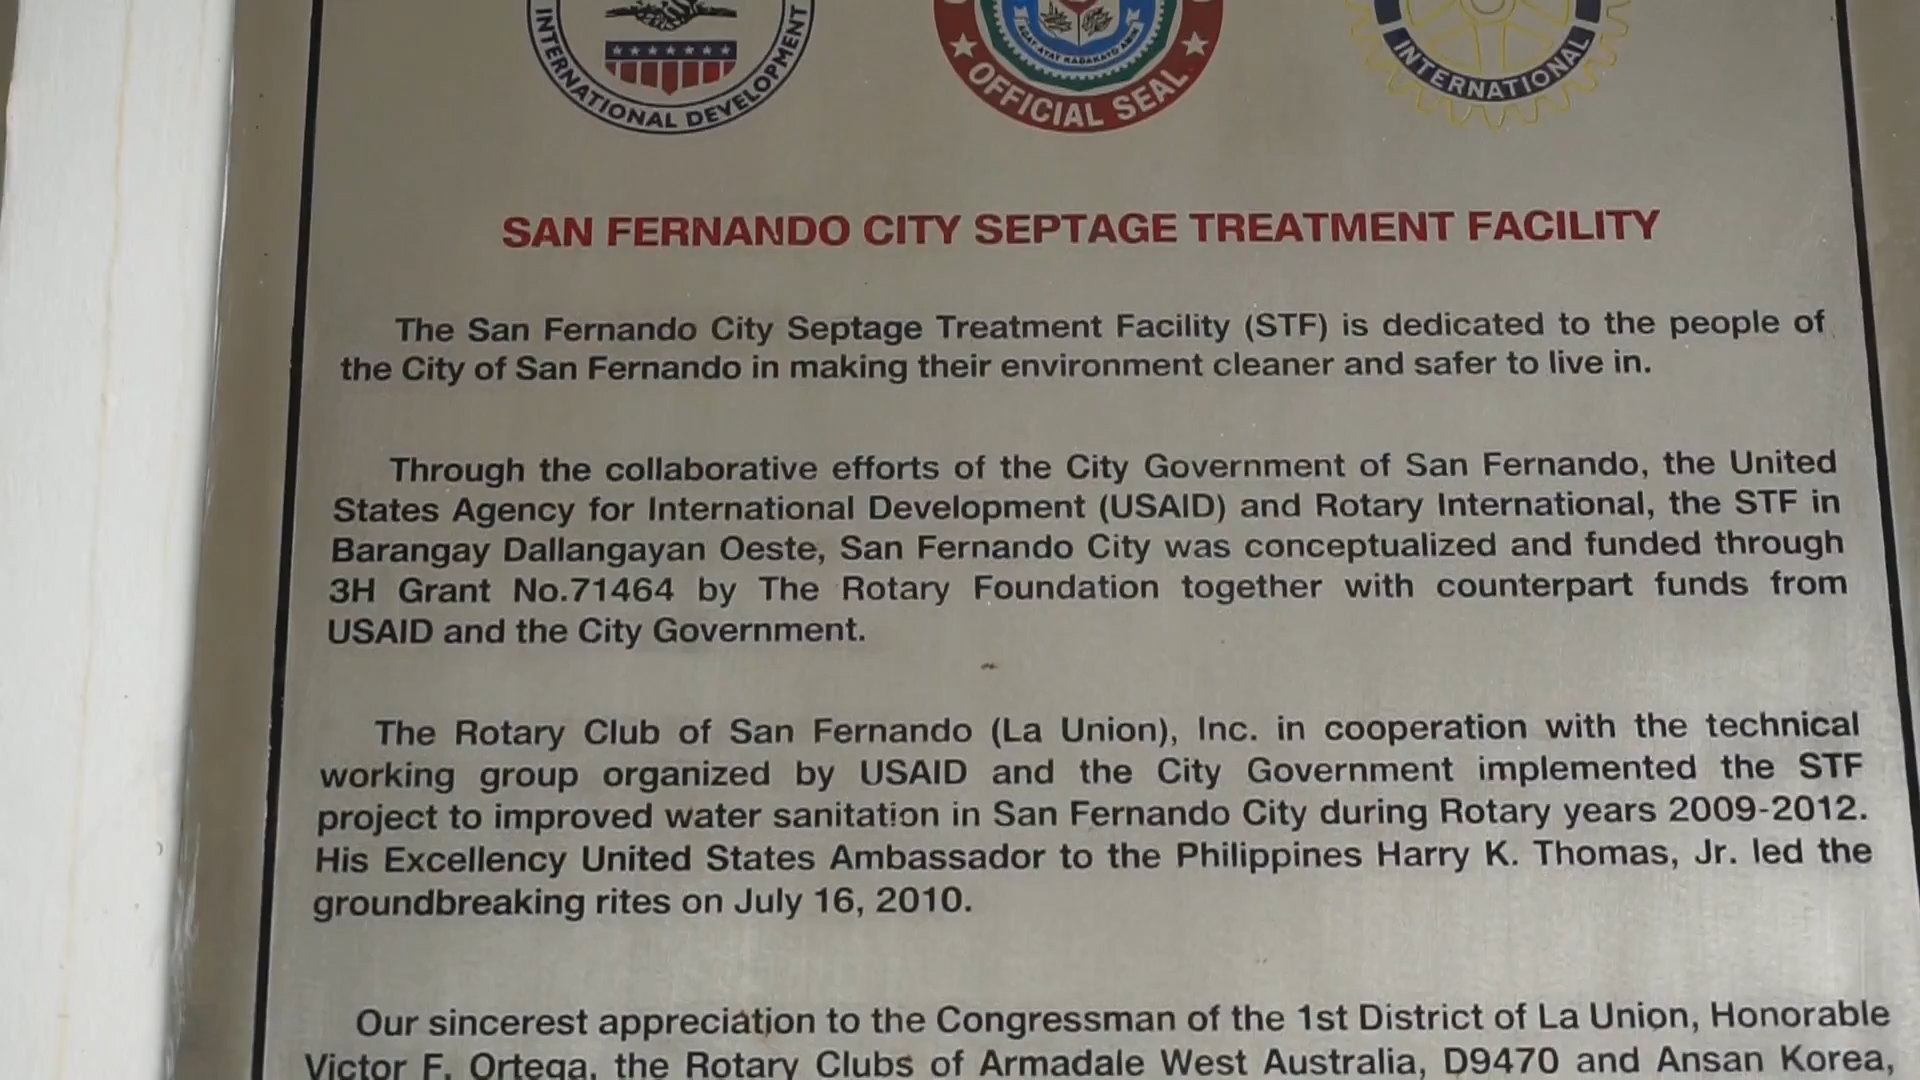 INTERNATIONAL DEVELOPMENT
OFFICIAL SEAL
INTERNATIONAL
SAN FERNANDO CITY SEPTAGE TREATMENT FACILITY
The San Fernando City Septage Treatment Facility (STF) is dedicated to the people of
the City of San Fernando in making their environment cleaner and safer to live in.
Through the collaborative efforts of the City Government of San Fernando, the United
States Agency for International Development (USAID) and Rotary International, the STF in
Barangay Dallangayan Oeste, San Fernando City was conceptualized and funded through
3H Grant No.71464 by The Rotary Foundation together with counterpart funds from
USAID and the City Government.
The Rotary Club of San Fernando (La Union), Inc. in cooperation with the technical
working group organized by USAID and the City Government implemented the STF
project to improved water sanitation in San Fernando City during Rotary years 2009-2012.
His Excellency United States Ambassador to the Philippines Harry K. Thomas, Jr. led the
groundbreaking rites on July 16, 2010.
Our sincerest appreciation to the Congressman of the 1st District of La Union, Honorable
Victor F. Ortega, the Rotary Clubs of Armadale West Australia, D9470 and Ansan Korea,